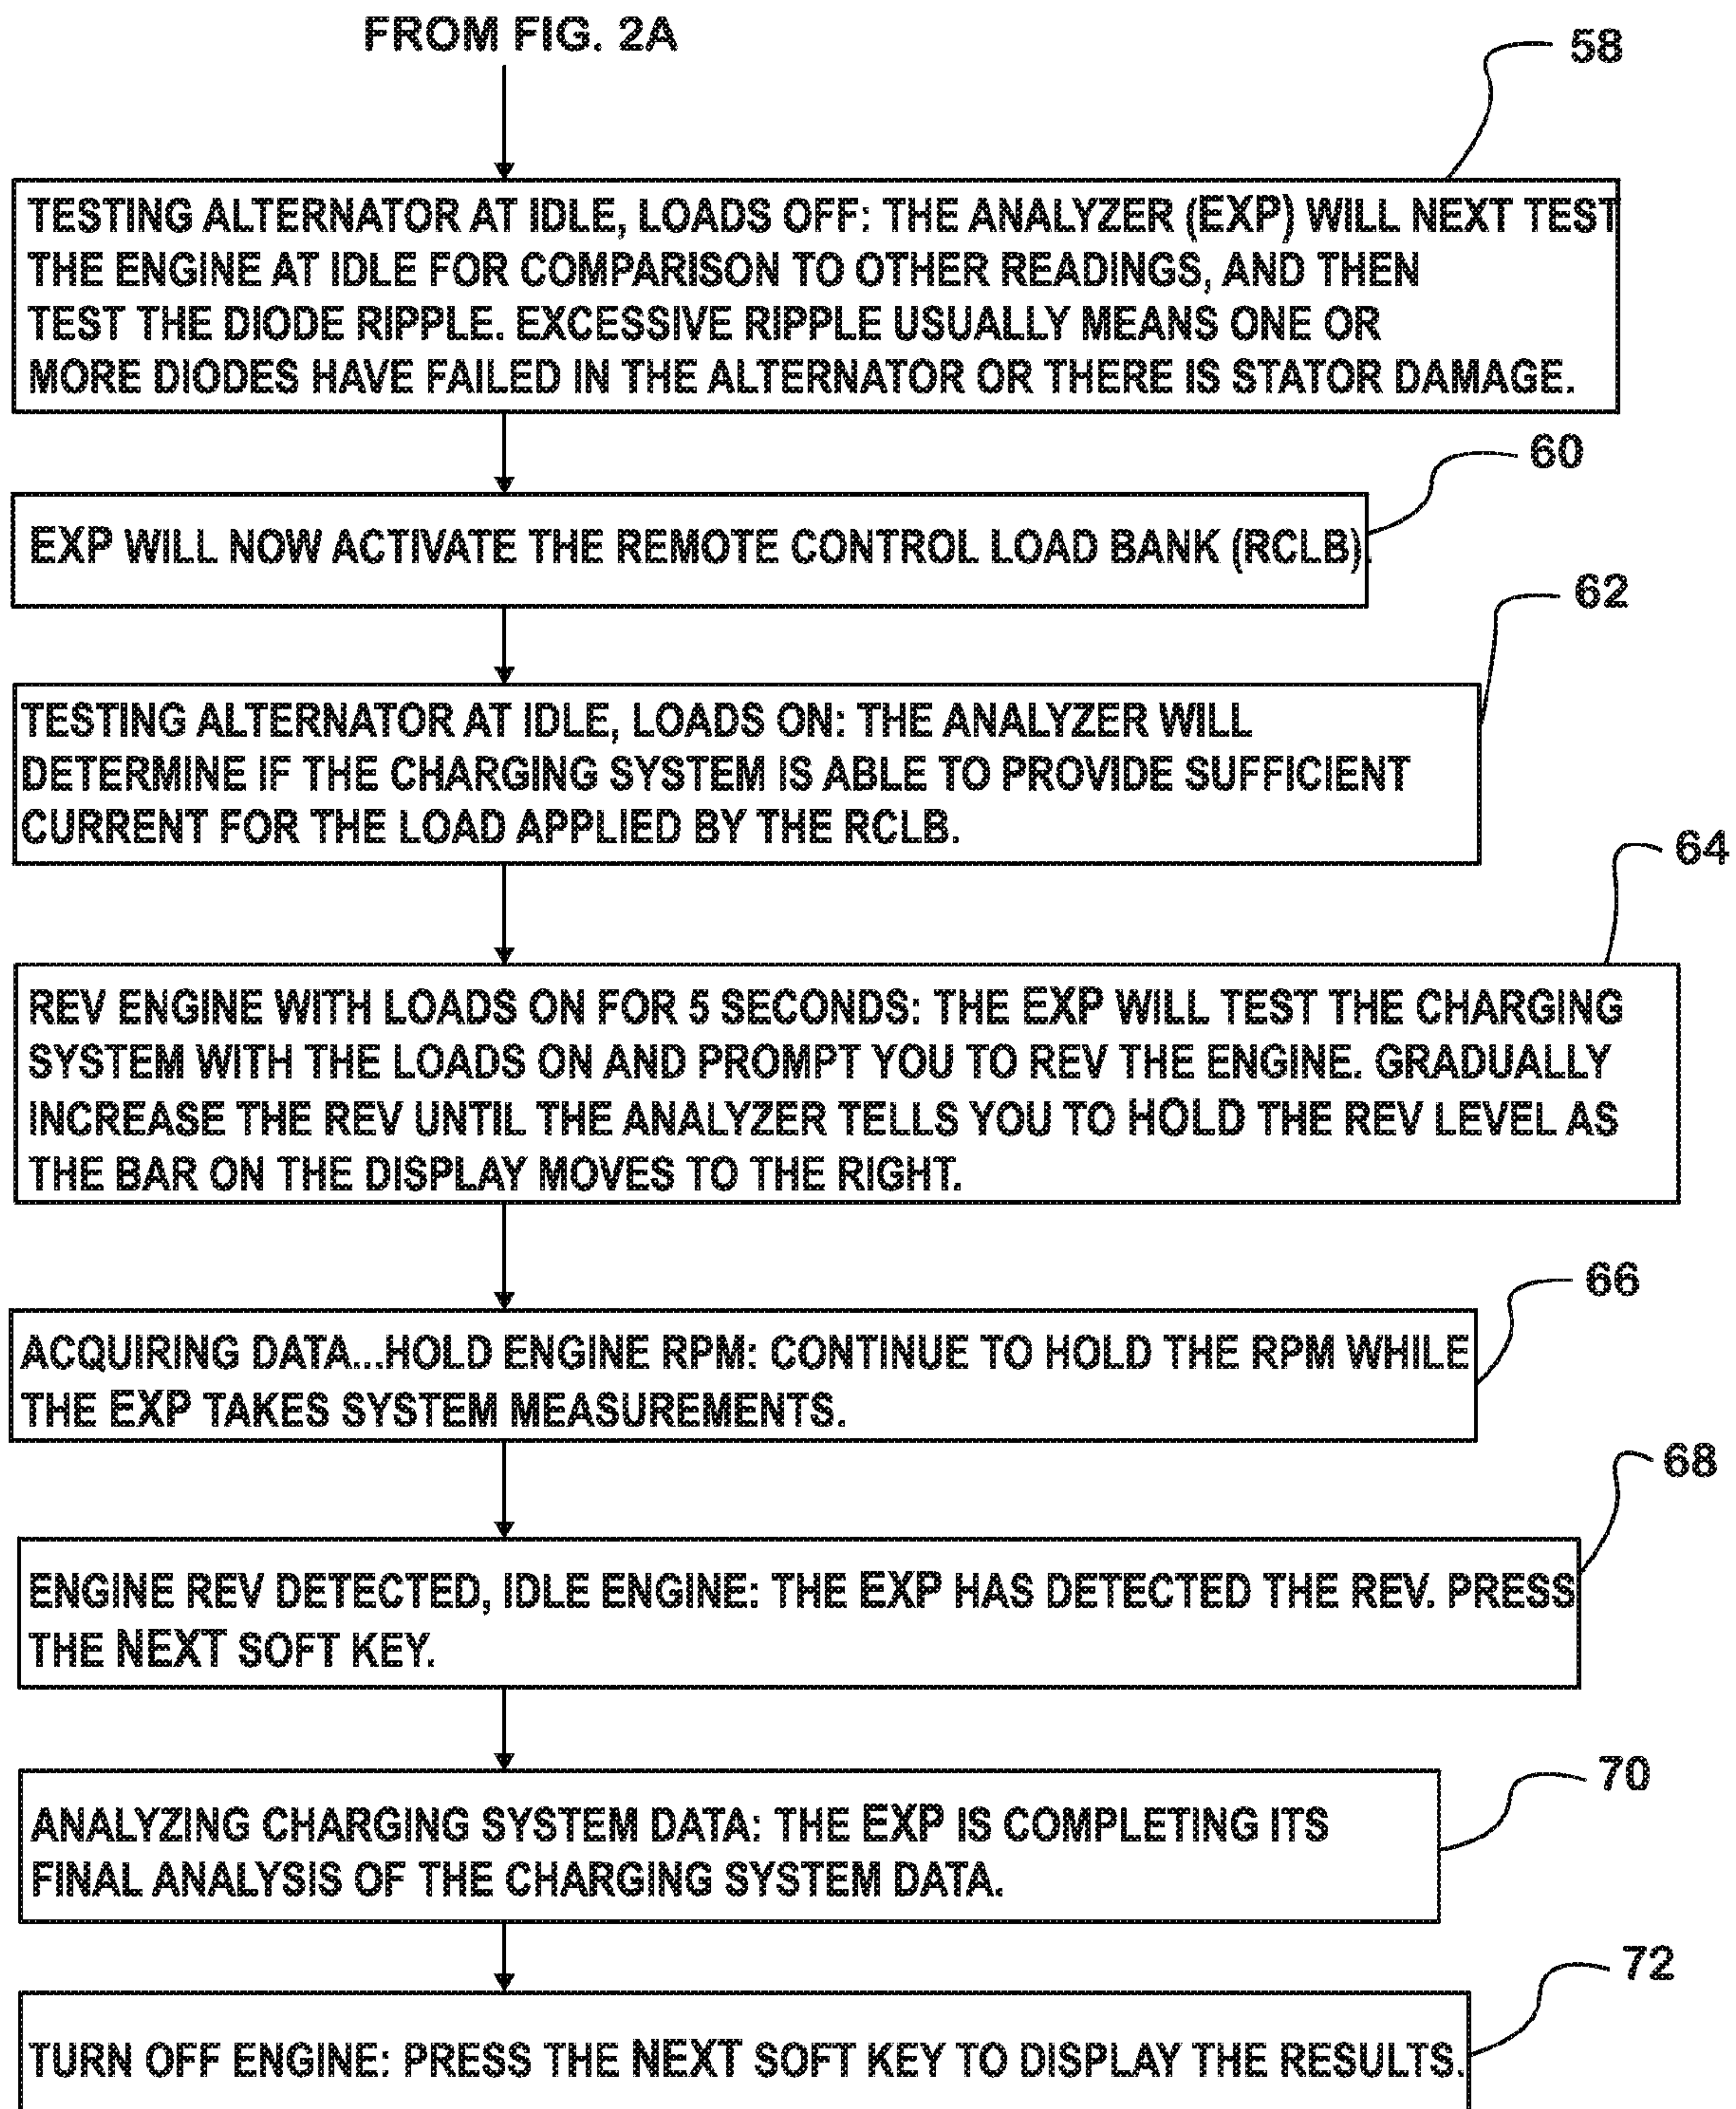 FROM FIG. 2A
58
TESTING ALTERNATOR AT IDLE, LOADS OFF: THE ANALYZER (EXP) WILL NEXT TEST
THE ENGINE AT IDLE FOR COMPARISON TO OTHER READINGS, AND THEN
TEST THE DIODE RIPPLE. EXCESSIVE RIPPLE USUALLY MEANS ONE OR
MORE DIODES HAVE FAILED IN THE ALTERNATOR OR THERE IS STATOR DAMAGE.
60
EXP WILL NOW ACTIVATE THE REMOTE CONTROL LOAD BANK (RCLB).
62
TESTING ALTERNATOR AT IDLE, LOADS ON: THE ANALYZER WILL
DETERMINE IF THE CHARGING SYSTEM IS ABLE TO PROVIDE SUFFICIENT
CURRENT FOR THE LOAD APPLIED BY THE RCLB.
64
REV ENGINE WITH LOADS ON FOR 5 SECONDS: THE EXP WILL TEST THE CHARGING
SYSTEM WITH THE LOADS ON AND PROMPT YOU TO REV THE ENGINE. GRADUALLY
INCREASE THE REV UNTIL THE ANALYZER TELLS YOU TO HOLD THE REV LEVEL AS
THE BAR ON THE DISPLAY MOVES TO THE RIGHT.
66
ACQUIRING DATA...HOLD ENGINE RPM: CONTINUE TO HOLD THE RPM WHILE
THE EXP TAKES SYSTEM MEASUREMENTS.
68
ENGINE REV DETECTED, IDLE ENGINE: THE EXP HAS DETECTED THE REV. PRESS
THE NEXT SOFT KEY.
70
ANALYZING CHARGING SYSTEM DATA: THE EXP IS COMPLETING ITS
FINAL ANALYSIS OF THE CHARGING SYSTEM DATA.
72
TURN OFF ENGINE: PRESS THE NEXT SOFT KEY TO DISPLAY THE RESULTS.